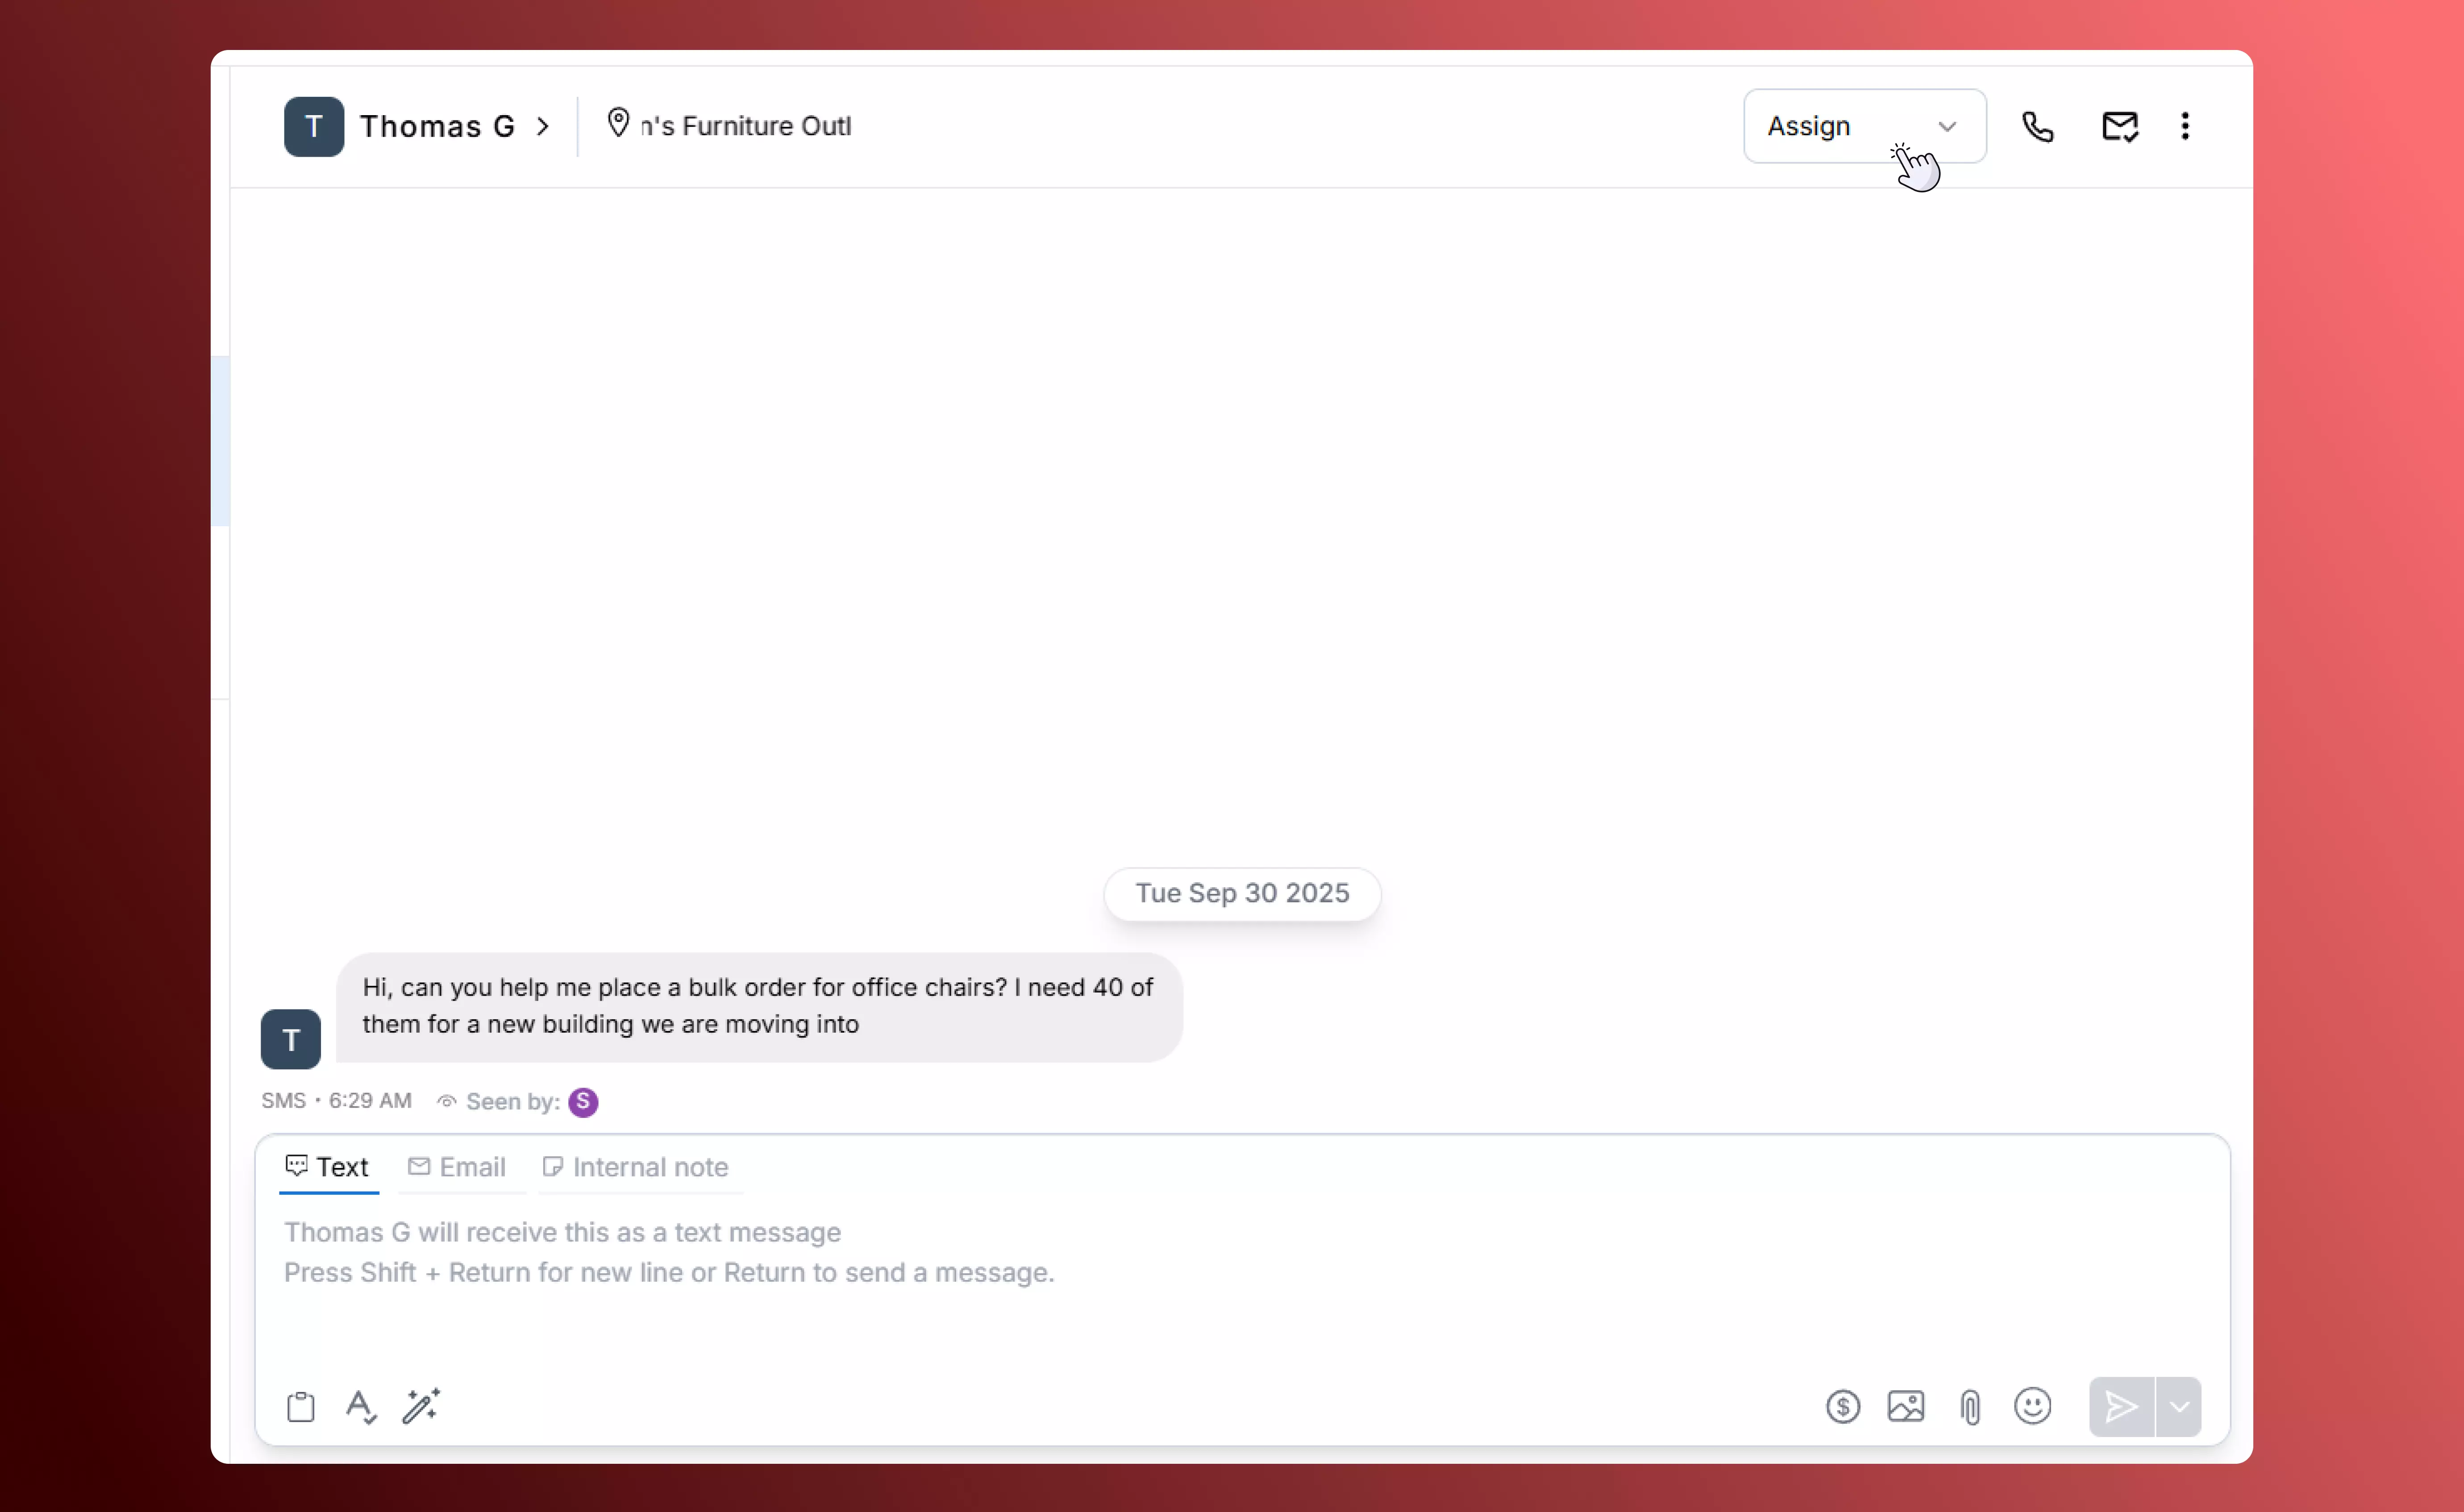 T Thomas G
n's Furniture Outl
Assign
Tue Sep 30 2025
Hi, can you help me place a bulk order for office chairs? I need 40 of
them for a new building we are moving into
T
SMS • 6:29 AM Seen by: S
Text Email Internal note
Thomas G will receive this as a text message
Press Shift + Return for new line or Return to send a message.